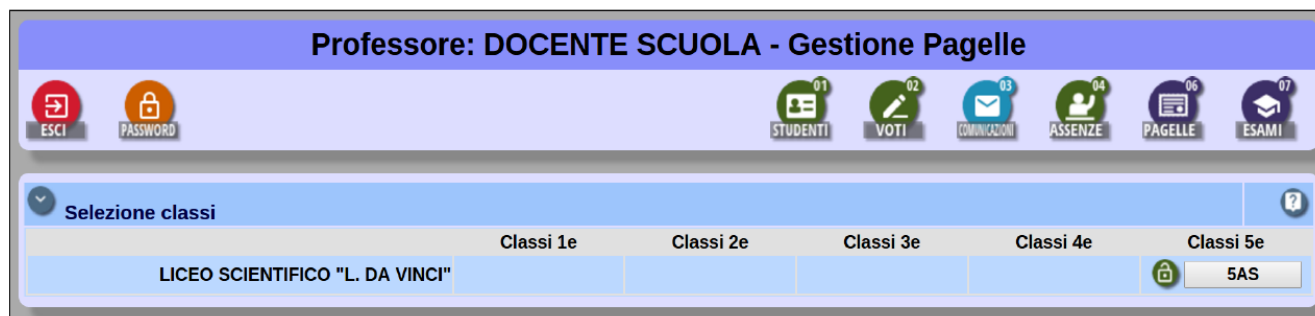 Professore: DOCENTE SCUOLA - Gestione Pagelle
ESCI PASSWORD 01 STUDENTI 02 VOTI 03 COMUNICAZIONI 04 ASSENZE 06 PAGELLE 07 ESAMI
Selezione classi ?
Classi 1e Classi 2e Classi 3e Classi 4e Classi 5e
LICEO SCIENTIFICO "L. DA VINCI" 5AS